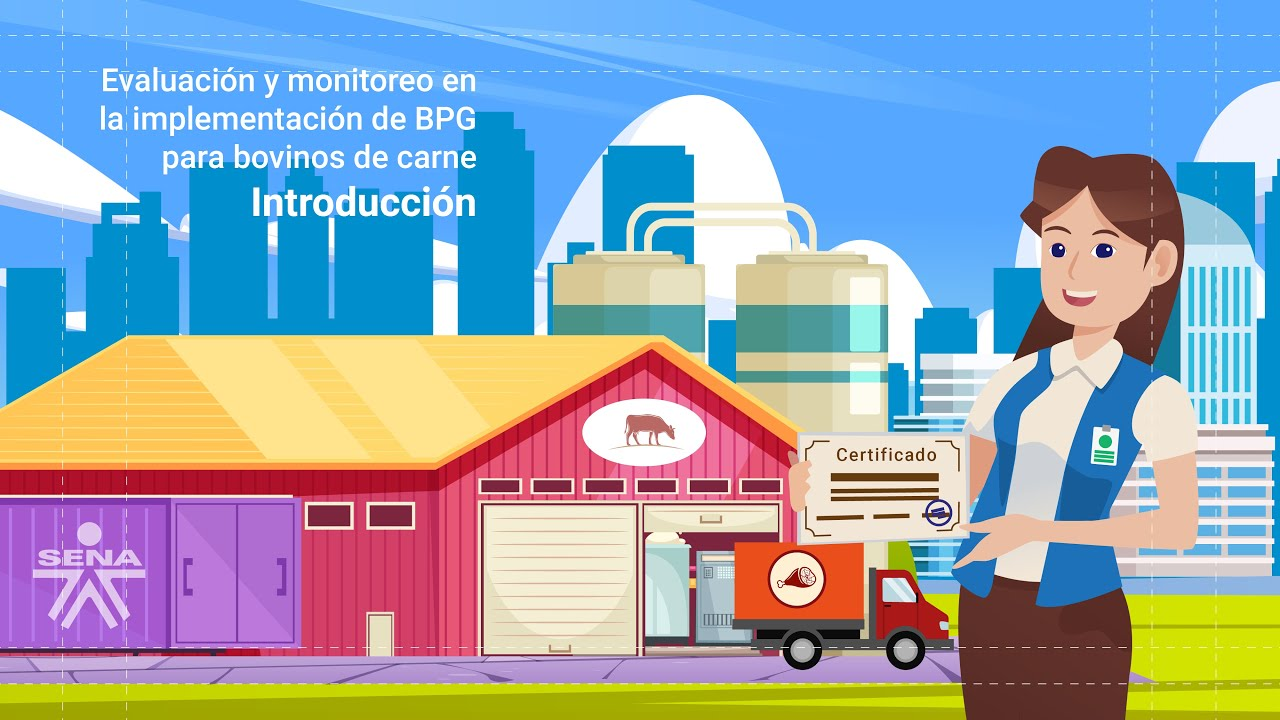 Evaluación y monitoreo en
la implementación de BPG
para bovinos de carne
Introducción
Certificado
SENA